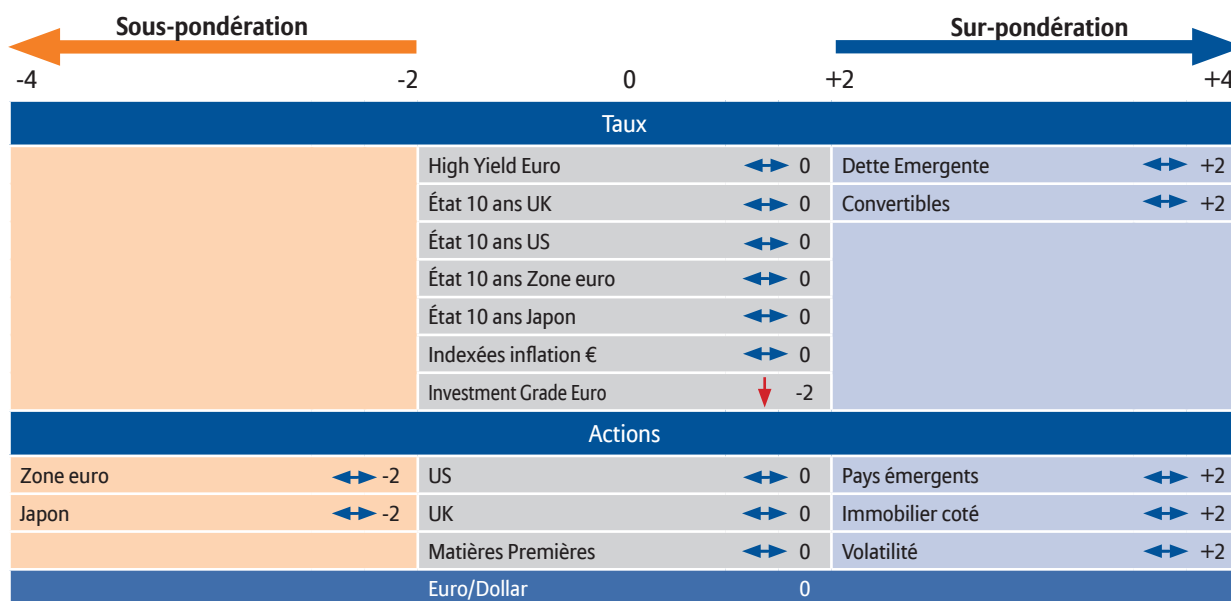 Sous-pondération Sur-pondération
-4 -2 0 +2 +4
Taux
High Yield Euro 0 Dette Emergente +2
État 10 ans UK 0 Convertibles +2
État 10 ans US 0
État 10 ans Zone euro 0
État 10 ans Japon 0
Indexées inflation € 0
Investment Grade Euro -2
Actions
Zone euro -2 US 0 Pays émergents +2
Japon -2 UK 0 Immobilier coté +2
Matières Premières 0 Volatilité +2
Euro/Dollar 0